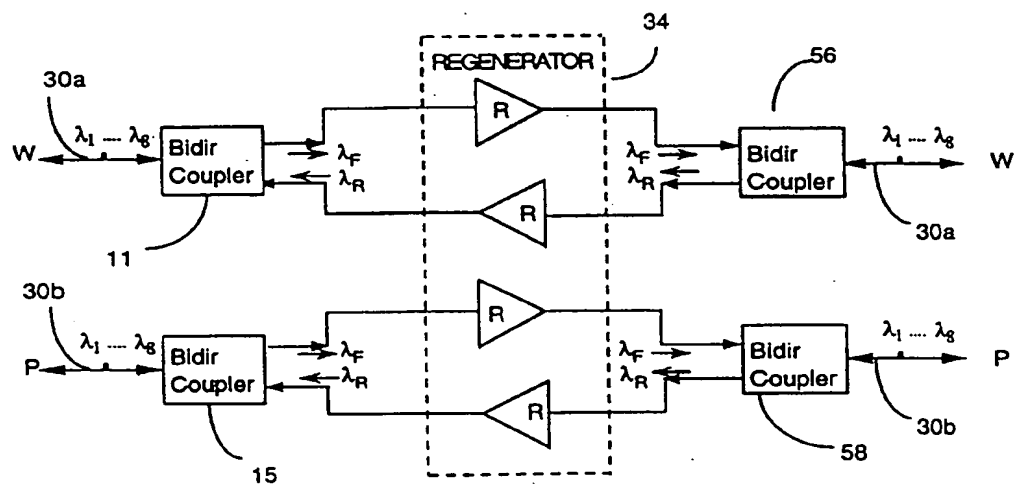 34
REGENERATOR
56
30a
λ1 .... λ8
R
λ1 .... λ8
W
Bidir
Coupler
λF
λR
λF
λR
Bidir
Coupler
W
R
11
30a
30b
λ1 .... λ8
R
λ1 .... λ8
P
Bidir
Coupler
λF
λR
λF
λR
Bidir
Coupler
P
R
15
58
30b